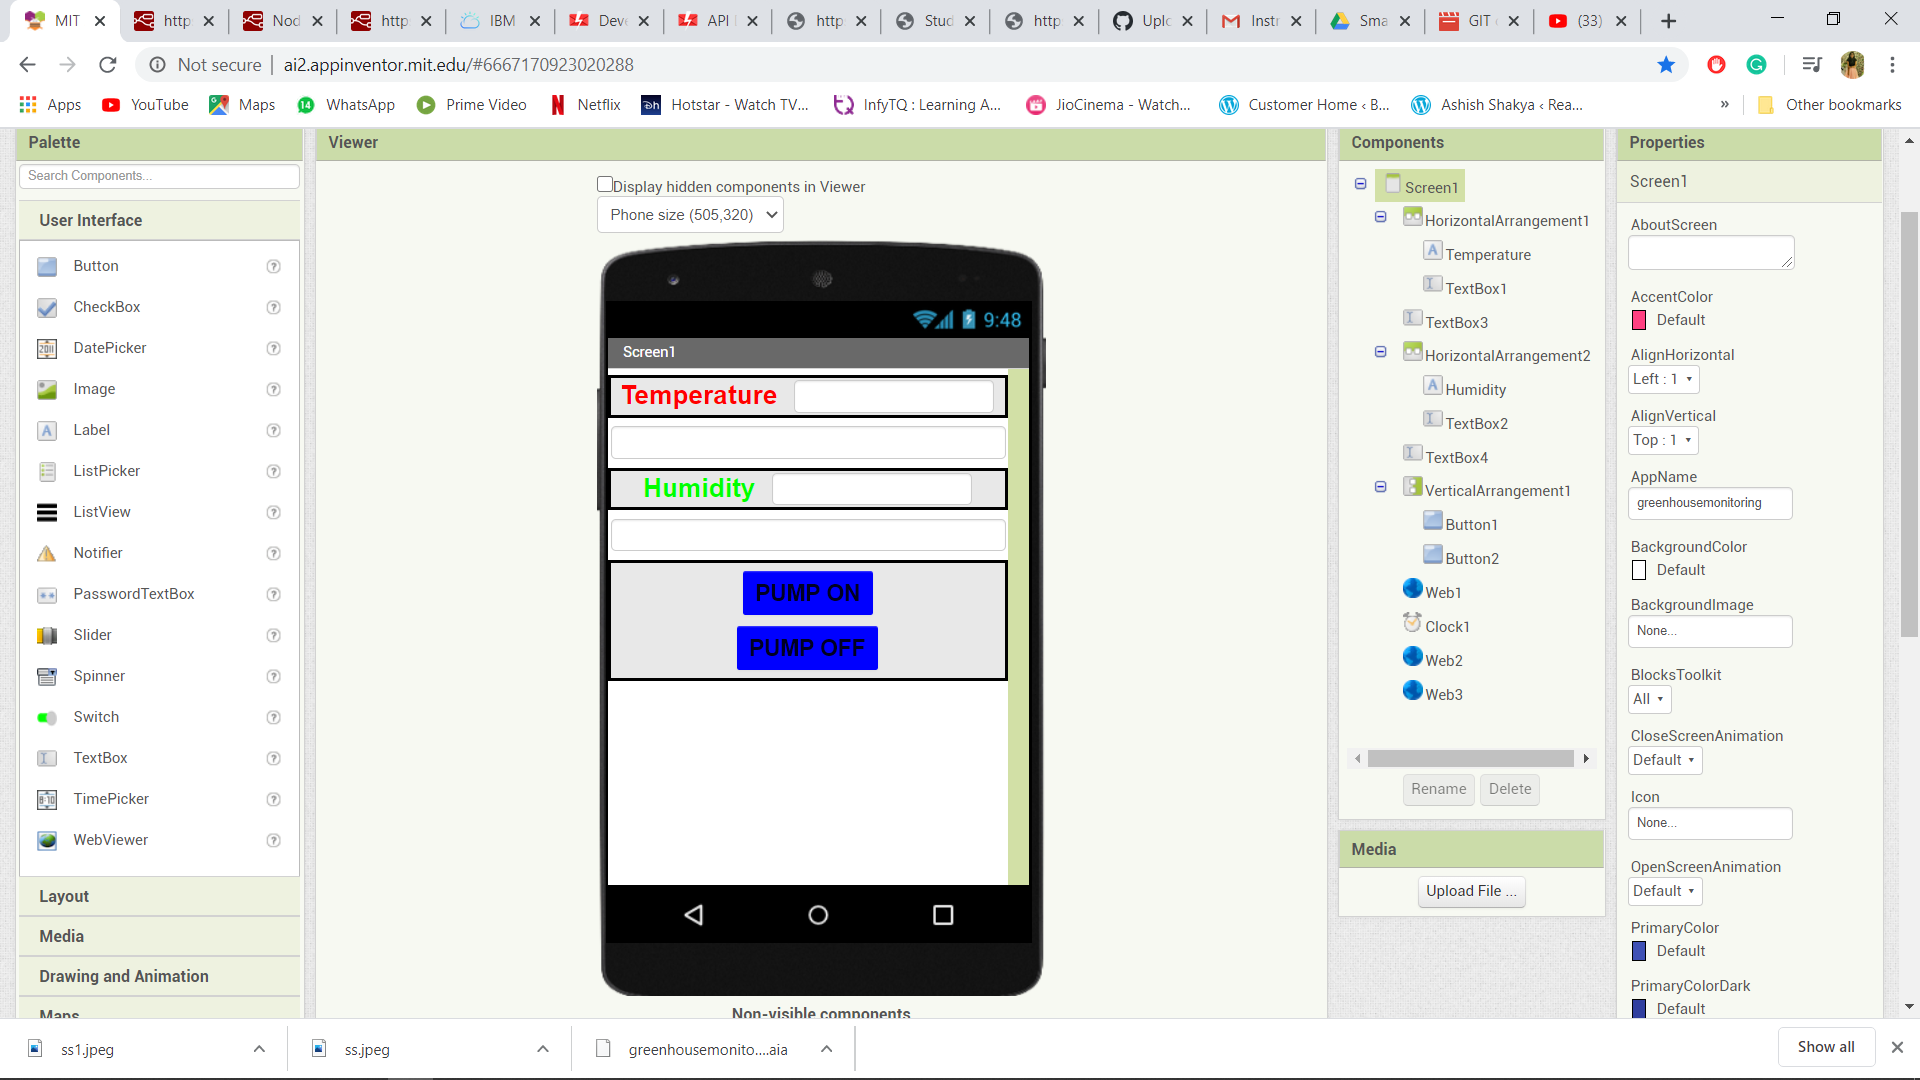 MIT
http
Nod
http
IBM
Deve
API
http
Stud
http
Uplo
Instr
Sma
GIT
(33)
Not secure ai2.appinventor.mit.edu/#6667170923020288
Apps YouTube Maps WhatsApp Prime Video Netflix Hotstar - Watch TV... InfyTQ : Learning A... JioCinema - Watch... Customer Home ‹ B... Ashish Shakya ‹ Rea... » Other bookmarks
Palette
Search Components...
User Interface
Button
CheckBox
DatePicker
Image
Label
ListPicker
ListView
Notifier
PasswordTextBox
Slider
Spinner
Switch
TextBox
TimePicker
WebViewer
Layout
Media
Drawing and Animation
Maps
Viewer
Display hidden components in Viewer
Phone size (505,320)
9:48
Screen1
Temperature
Humidity
PUMP ON
PUMP OFF
Non-visible components
Components
Screen1
HorizontalArrangement1
Temperature
TextBox1
TextBox3
HorizontalArrangement2
Humidity
TextBox2
TextBox4
VerticalArrangement1
Button1
Button2
Web1
Clock1
Web2
Web3
Rename Delete
Media
Upload File ...
Properties
Screen1
AboutScreen
AccentColor
Default
AlignHorizontal
Left : 1
AlignVertical
Top : 1
AppName
greenhousemonitoring
BackgroundColor
Default
BackgroundImage
None...
BlocksToolkit
All
CloseScreenAnimation
Default
Icon
None...
OpenScreenAnimation
Default
PrimaryColor
Default
PrimaryColorDark
Default
ss1.jpeg
ss.jpeg
greenhousemonito....aia
Show all